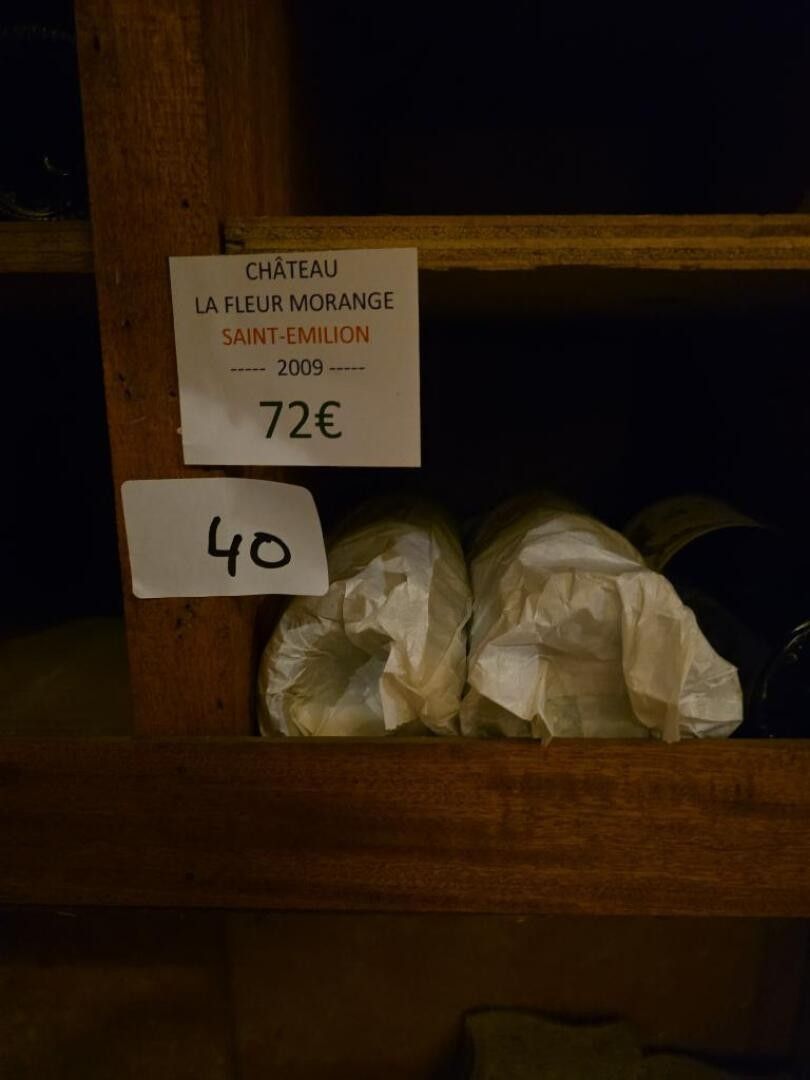 CHÂTEAU
LA FLEUR MORANGE
SAINT-EMILION
----- 2009 -----
72€
40